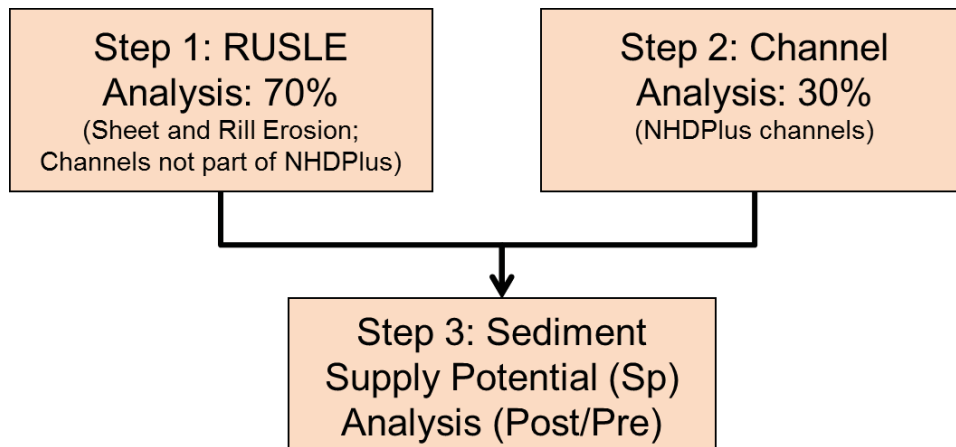 Step 1: RUSLE
Analysis: 70%
(Sheet and Rill Erosion;
Channels not part of NHDPlus)
Step 2: Channel
Analysis: 30%
(NHDPlus channels)
Step 3: Sediment
Supply Potential (Sp)
Analysis (Post/Pre)